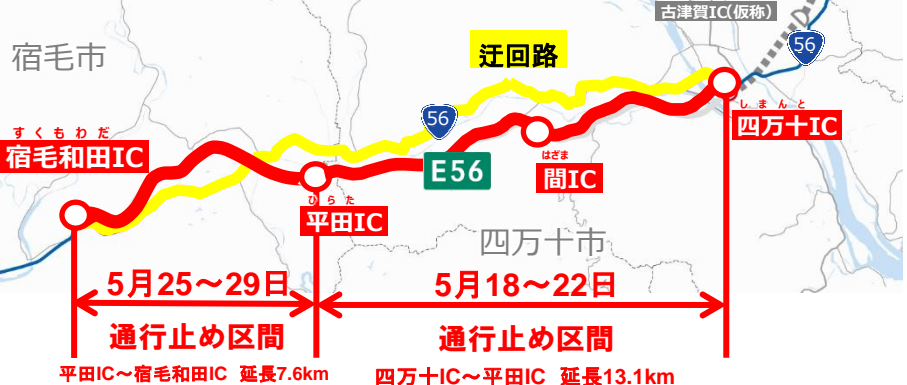 古津賀IC(仮称)
56
宿毛市
迂回路
56
しまんと
四万十IC
すくもわだ
宿毛和田IC
E56
はざま
間IC
ひらた
平田IC
四万十市
5月25～29日
5月18～22日
通行止め区間
通行止め区間
平田IC～宿毛和田IC 延長7.6km
四万十IC～平田IC 延長13.1km